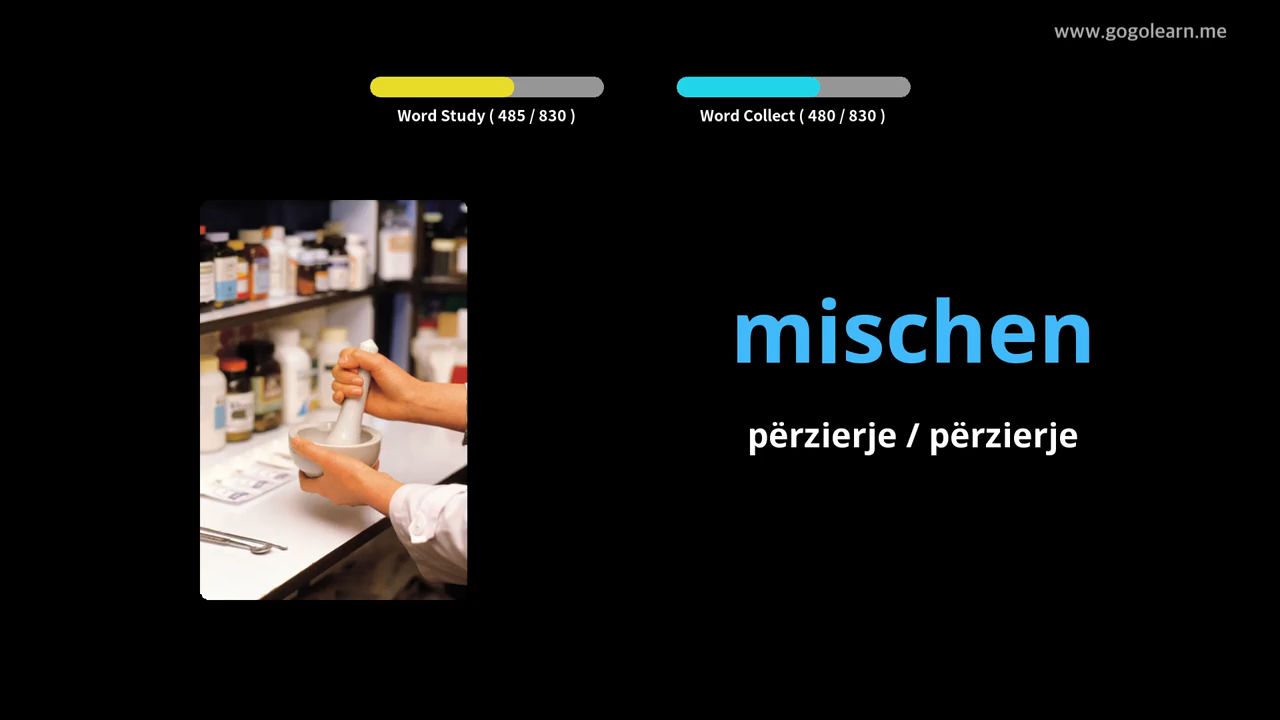 www.gogolearn.me
Word Study ( 485 / 830 )
Word Collect ( 480 / 830 )
mischen
përzierje / përzierje